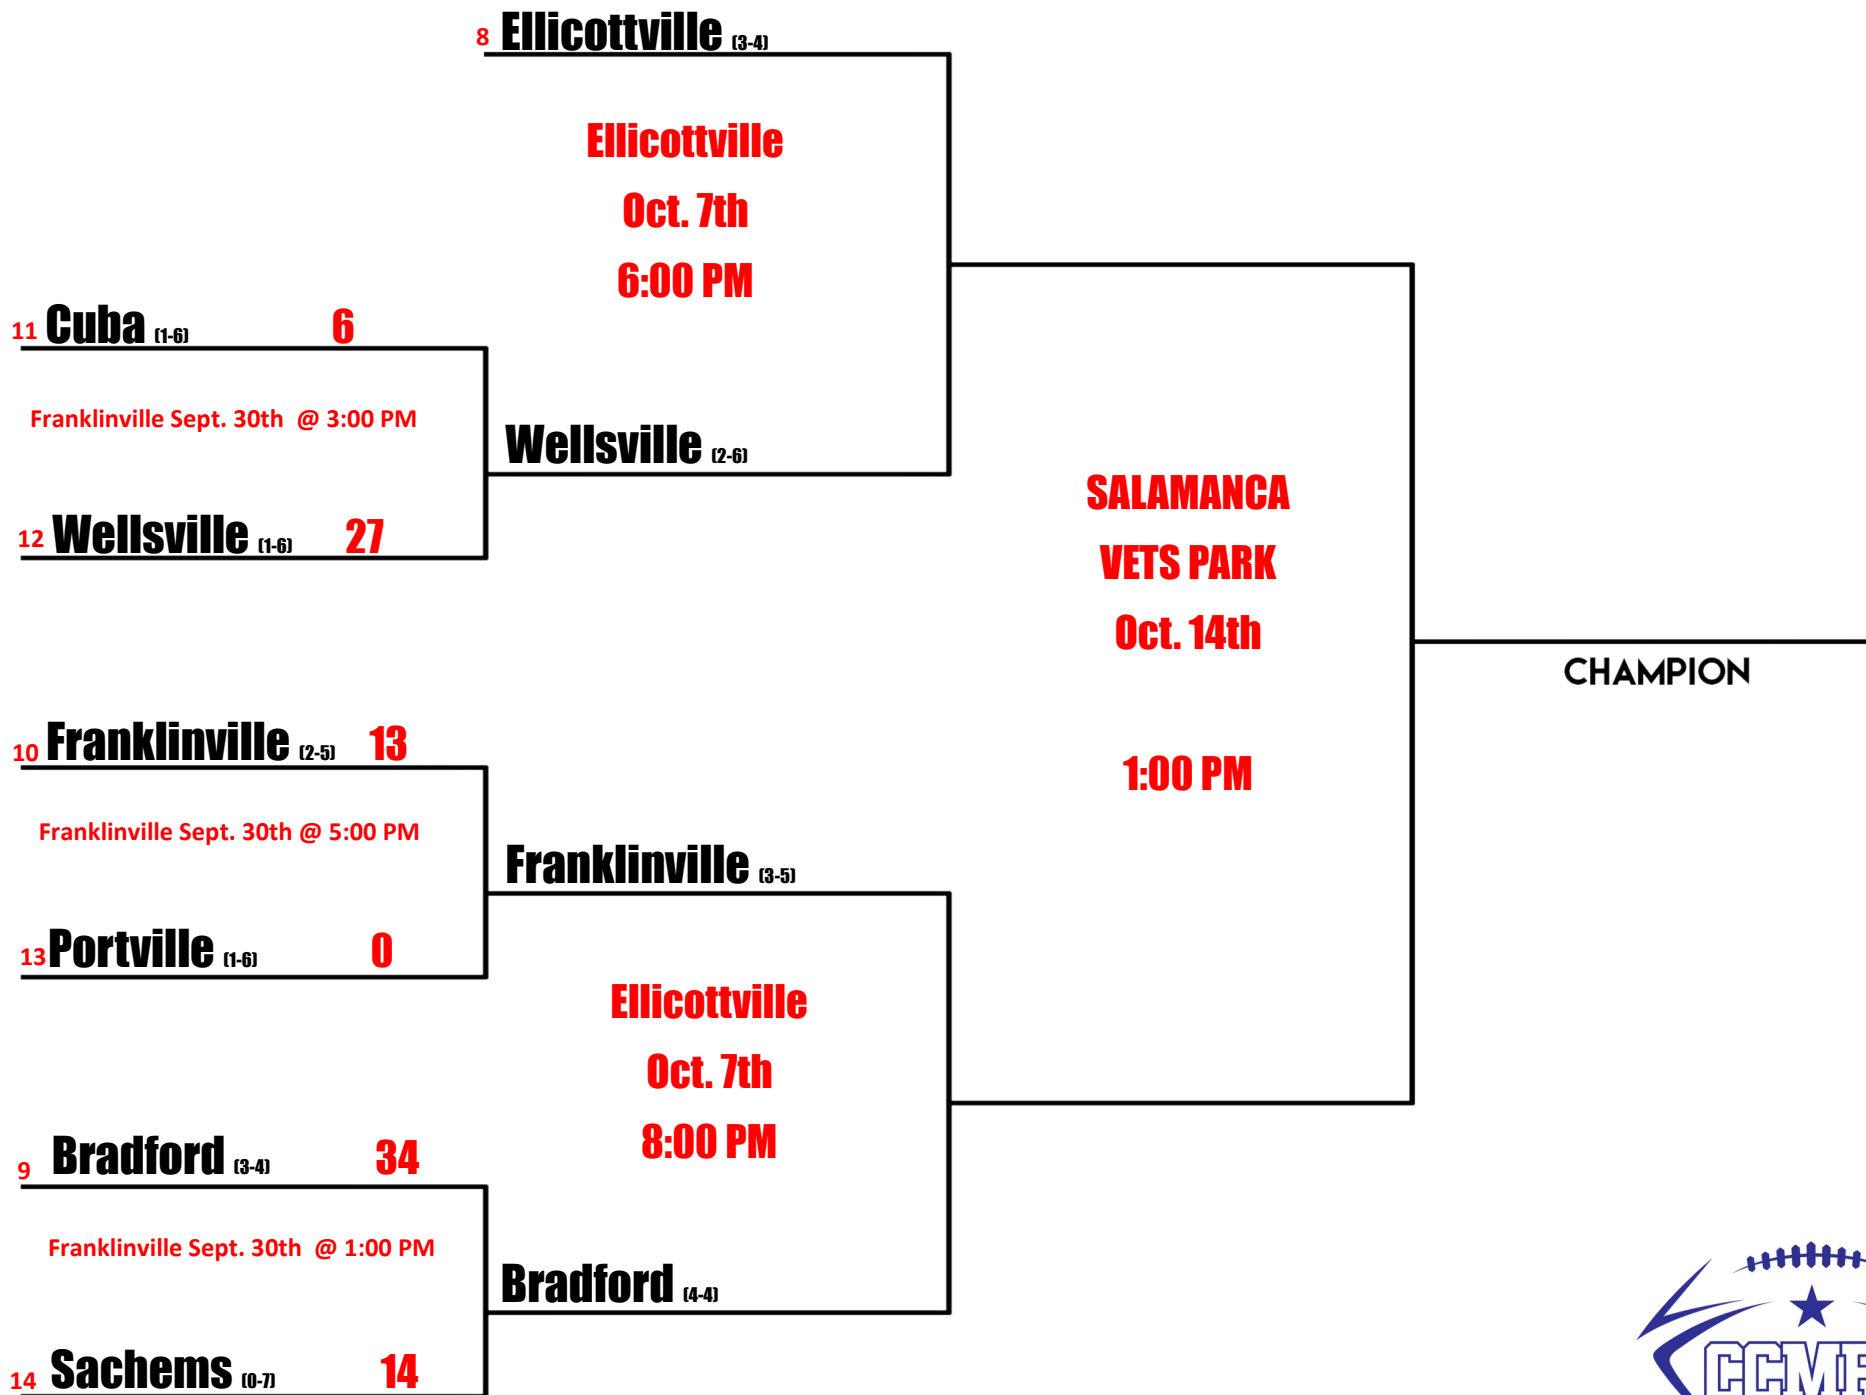 8 Ellicottville (3-4)
Ellicottville
Oct. 7th
6:00 PM
11 Cuba (1-6) 6
Franklinville Sept. 30th @ 3:00 PM
Wellsville (2-6)
12 Wellsville (1-6) 27
SALAMANCA
VETS PARK
Oct. 14th
1:00 PM
CHAMPION
10 Franklinville (2-5) 13
Franklinville Sept. 30th @ 5:00 PM
Franklinville (3-5)
13 Portville (1-6) 0
Ellicottville
Oct. 7th
8:00 PM
9 Bradford (3-4) 34
Franklinville Sept. 30th @ 1:00 PM
Bradford (4-4)
14 Sachems (0-7) 14